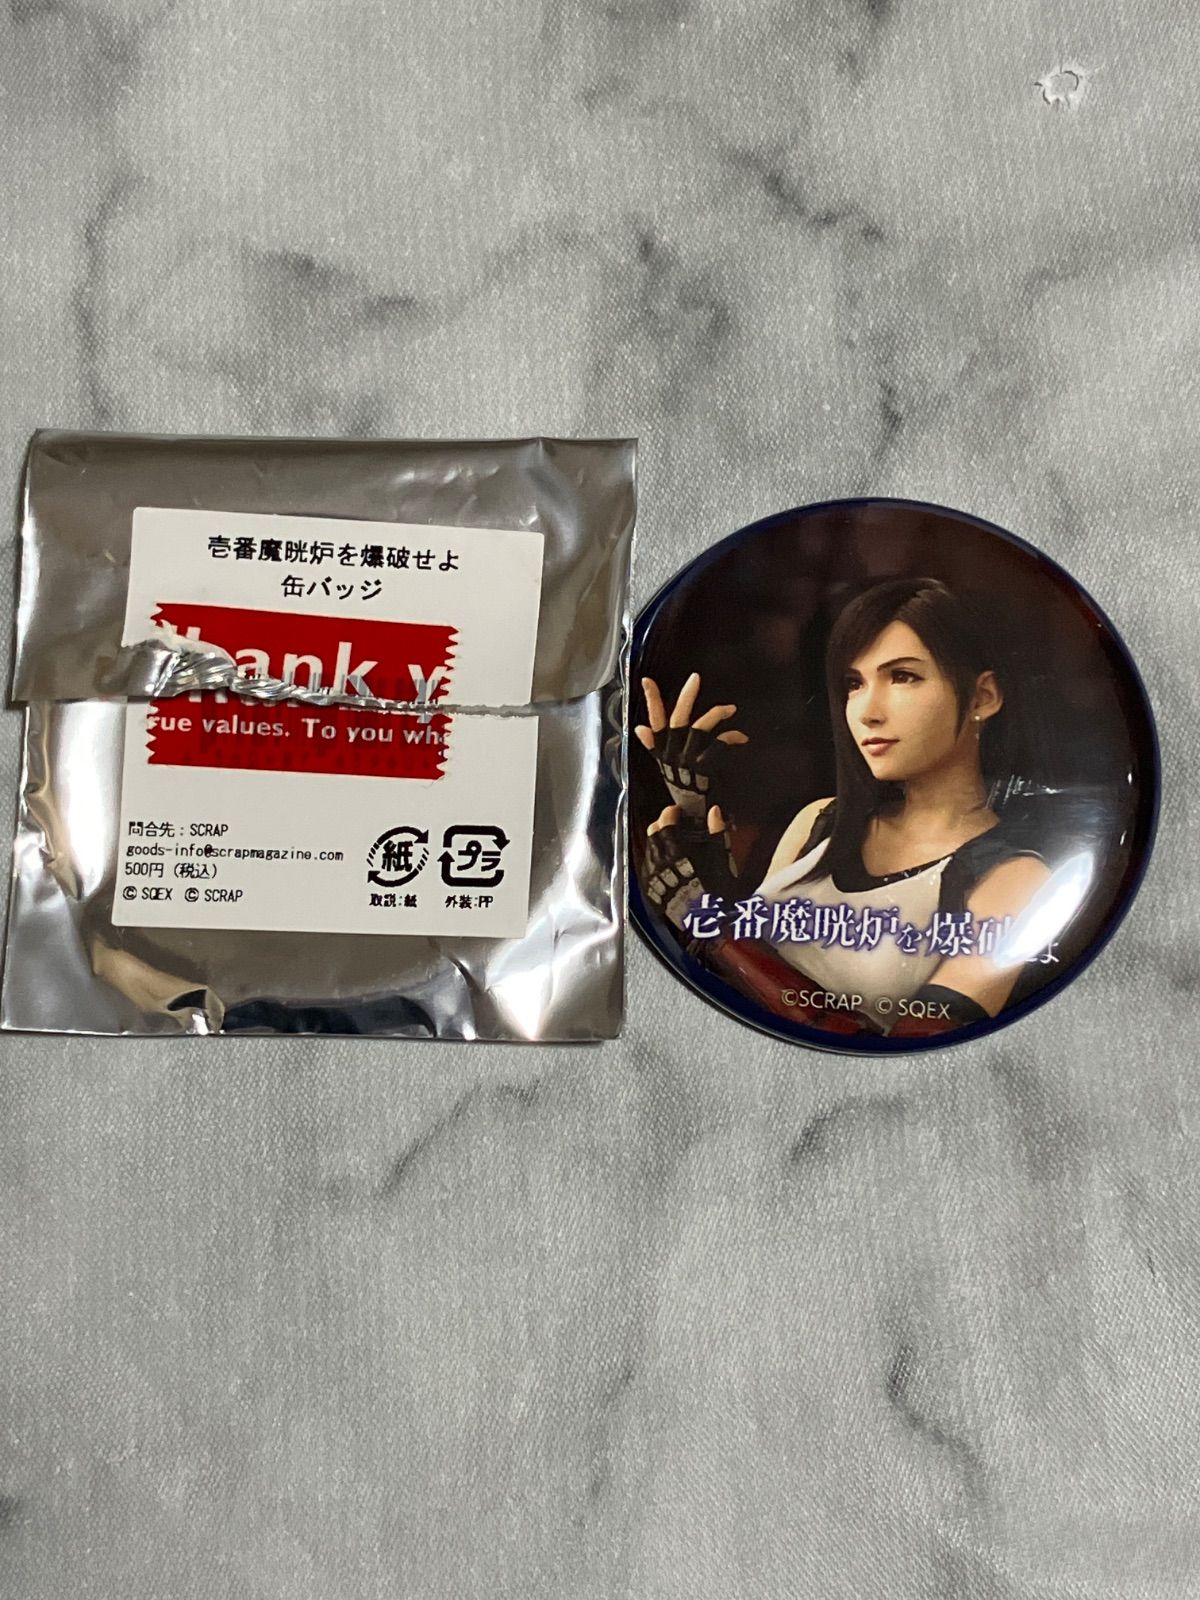 壱番魔晄炉を爆破せよ
缶バッジ
Thank y
rue values. To you wh
問合先：SCRAP
goods-info@scrapmagazine.com
500円（税込）
© SQEX © SCRAP
紙
取説:紙
プラ
外装:PP
壱番魔晄炉を爆破せよ
©SCRAP © SQEX